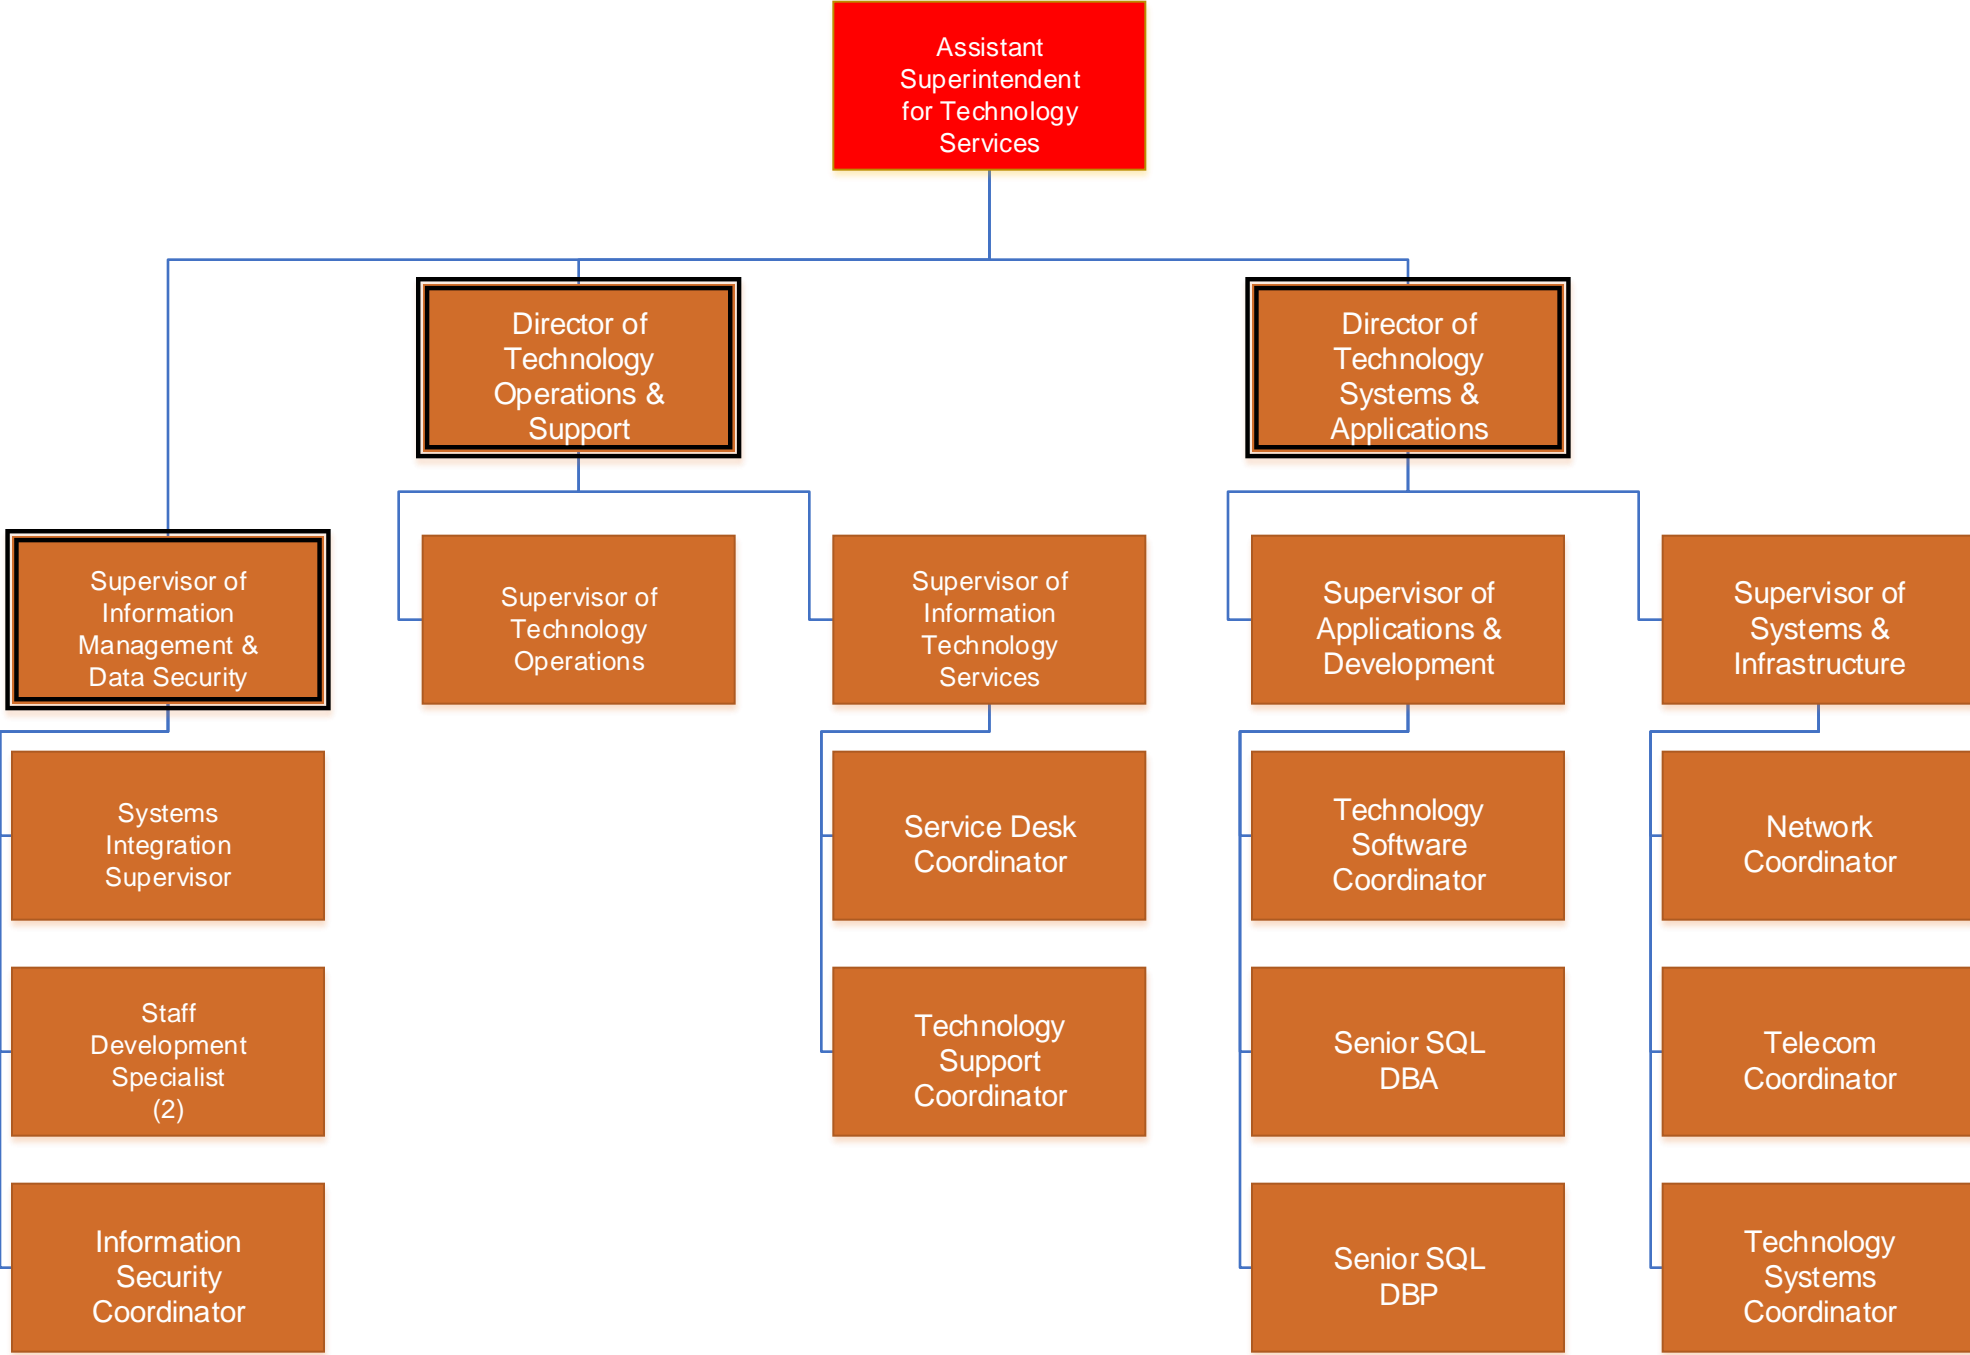 Assistant
Superintendent
for Technology
Services
Director of
Technology
Operations &
Support
Director of
Technology
Systems &
Applications
Supervisor of
Information
Management &
Data Security
Supervisor of
Technology
Operations
Supervisor of
Information
Technology
Services
Supervisor of
Applications &
Development
Supervisor of
Systems &
Infrastructure
Systems
Integration
Supervisor
Service Desk
Coordinator
Technology
Software
Coordinator
Network
Coordinator
Staff
Development
Specialist
(2)
Technology
Support
Coordinator
Senior SQL
DBA
Telecom
Coordinator
Information
Security
Coordinator
Senior SQL
DBP
Technology
Systems
Coordinator